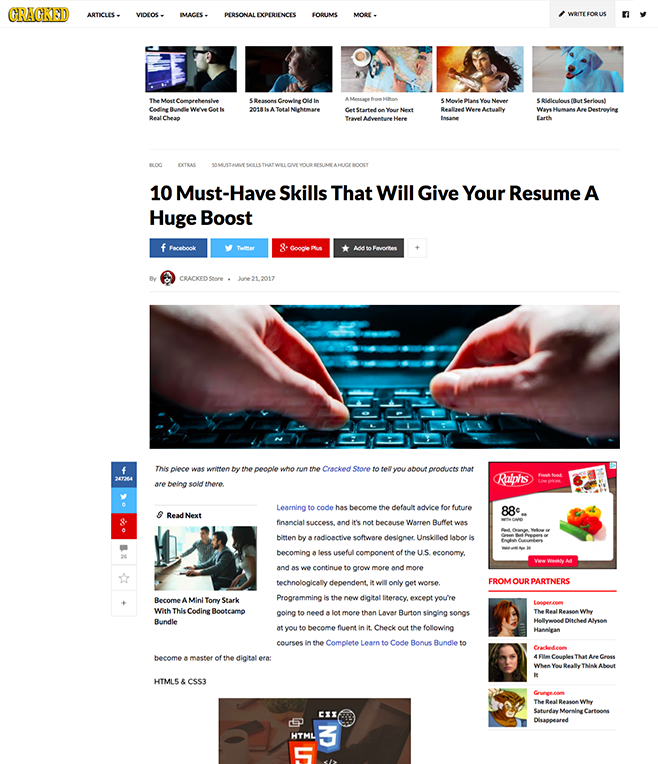 CRACKED
ARTICLES
VIDEOS
IMAGES
PERSONAL EXPERIENCES
FORUMS
MORE
WRITE FOR US
The Most Comprehensive
Coding Bundle We've Got Is
Real Cheap
5 Reasons Growing Old In
2018 Is A Total Nightmare
A Message from Hilton
Get Started on Your Next
Travel Adventure Here
5 Movie Plans You Never
Realized Were Actually
Insane
5 Ridiculous (But Serious)
Ways Humans Are Destroying
Earth
BLOG
EXTRAS
10 MUST-HAVE SKILLS THAT WILL GIVE YOUR RESUME A HUGE BOOST
10 Must-Have Skills That Will Give Your Resume A
Huge Boost
Facebook
Twitter
Google Plus
Add to Favorites
+
By CRACKED Store • June 21, 2017
247264
0
0
26
+
This piece was written by the people who run the Cracked Store to tell you about products that
are being sold there.
Read Next
Become A Mini Tony Stark
With This Coding Bootcamp
Bundle
Learning to code has become the default advice for future
financial success, and it's not because Warren Buffet was
bitten by a radioactive software designer. Unskilled labor is
becoming a less useful component of the U.S. economy,
and as we continue to grow more and more
technologically dependent, it will only get worse.
Programming is the new digital literacy, except you're
going to need a lot more than Lavar Burton singing songs
at you to become fluent in it. Check out the following
courses in the Complete Learn to Code Bonus Bundle to
become a master of the digital era:
HTML5 & CSS3
CSS
3
HTML
5
</>
Ralphs
Fresh food.
Low prices.
88¢ ea
WITH CARD
Red, Orange, Yellow or
Green Bell Peppers or
English Cucumbers
Valid until Apr 24
View Weekly Ad
FROM OUR PARTNERS
Looper.com
The Real Reason Why
Hollywood Ditched Alyson
Hannigan
Cracked.com
4 Film Couples That Are Gross
When You Really Think About
It
Grunge.com
The Real Reason Why
Saturday Morning Cartoons
Disappeared